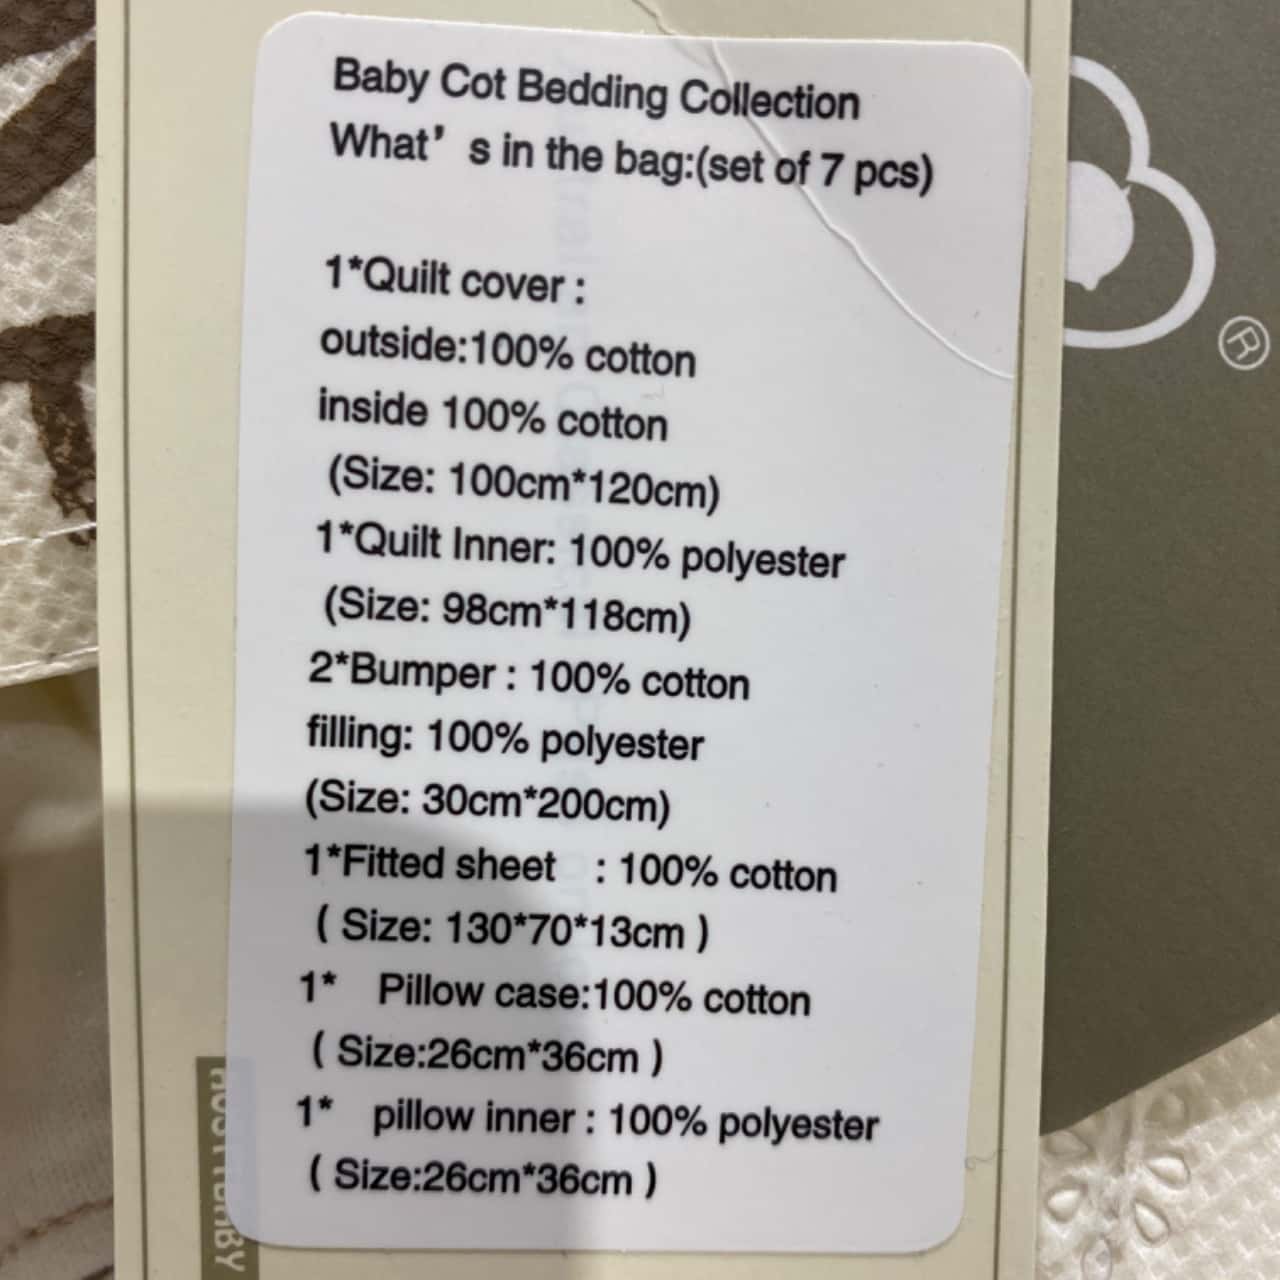 Baby Cot Bedding Collection
What's in the bag:(set of 7 pcs)
1*Quilt cover :
outside:100% cotton
inside 100% cotton
(Size: 100cm*120cm)
1*Quilt Inner: 100% polyester
(Size: 98cm*118cm)
2*Bumper : 100% cotton
filling: 100% polyester
(Size: 30cm*200cm)
1*Fitted sheet : 100% cotton
( Size: 130*70*13cm )
1* Pillow case:100% cotton
( Size:26cm*36cm )
1* pillow inner : 100% polyester
( Size:26cm*36cm )
®